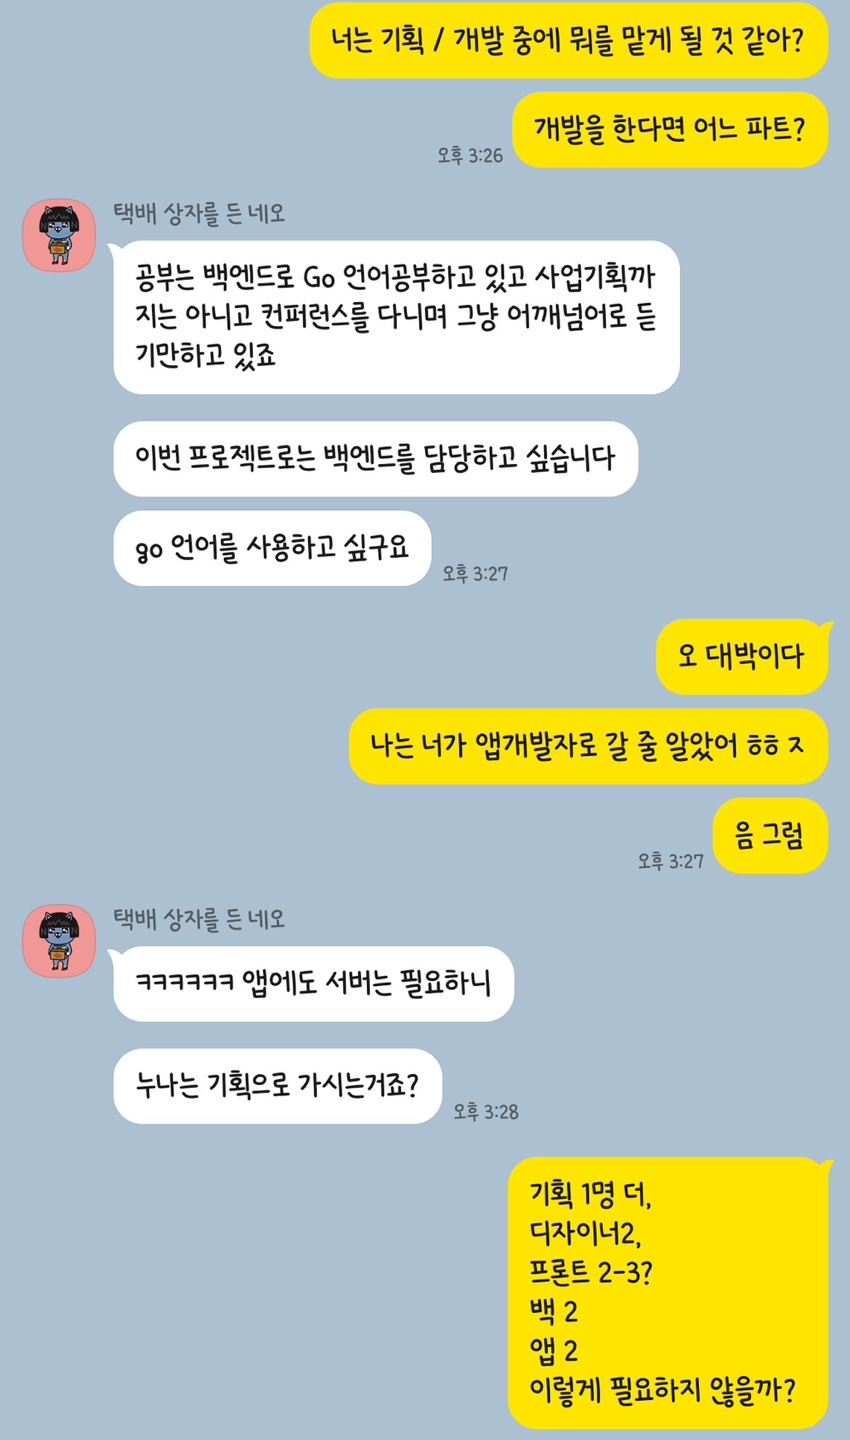 너는 기획 / 개발 중에 뭐를 맡게 될 것 같아?
개발을 한다면 어느 파트?
오후 3:26
택배 상자를 든 네오
공부는 백엔드로 Go 언어공부하고 있고 사업기획까
지는 아니고 컨퍼런스를 다니며 그냥 어깨넘어로 듣
기만하고 있죠
이번 프로젝트로는 백엔드를 담당하고 싶습니다
go 언어를 사용하고 싶구요
오후 3:27
오 대박이다
나는 너가 앱개발자로 갈 줄 알았어 ㅎㅎ ㅈ
음 그럼
오후 3:27
택배 상자를 든 네오
ㅋㅋㅋㅋㅋㅋ 앱에도 서버는 필요하니
누나는 기획으로 가시는거죠?
오후 3:28
기획 1명 더,
디자이너2,
프론트 2-3?
백 2
앱 2
이렇게 필요하지 않을까?